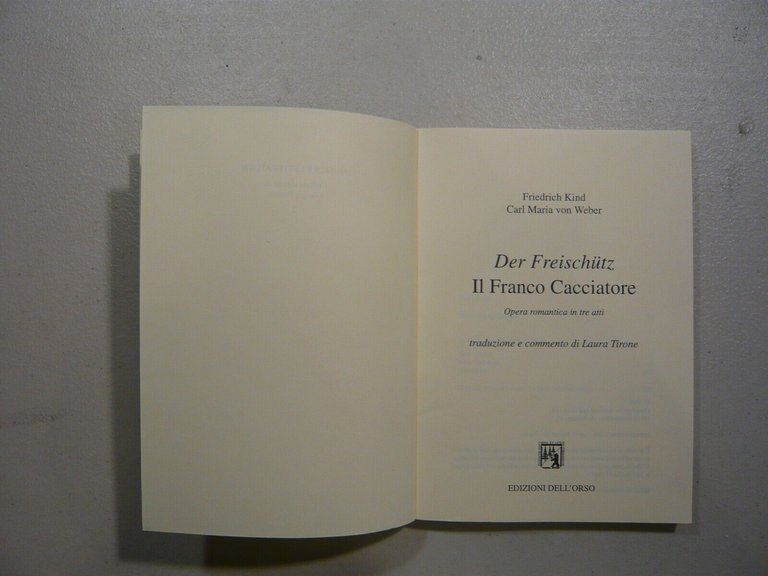 Friedrich Kind
Carl Maria von Weber
Der Freischütz
Il Franco Cacciatore
Opera romantica in tre atti
traduzione e commento di Laura Tirone
EDIZIONI DELL'ORSO